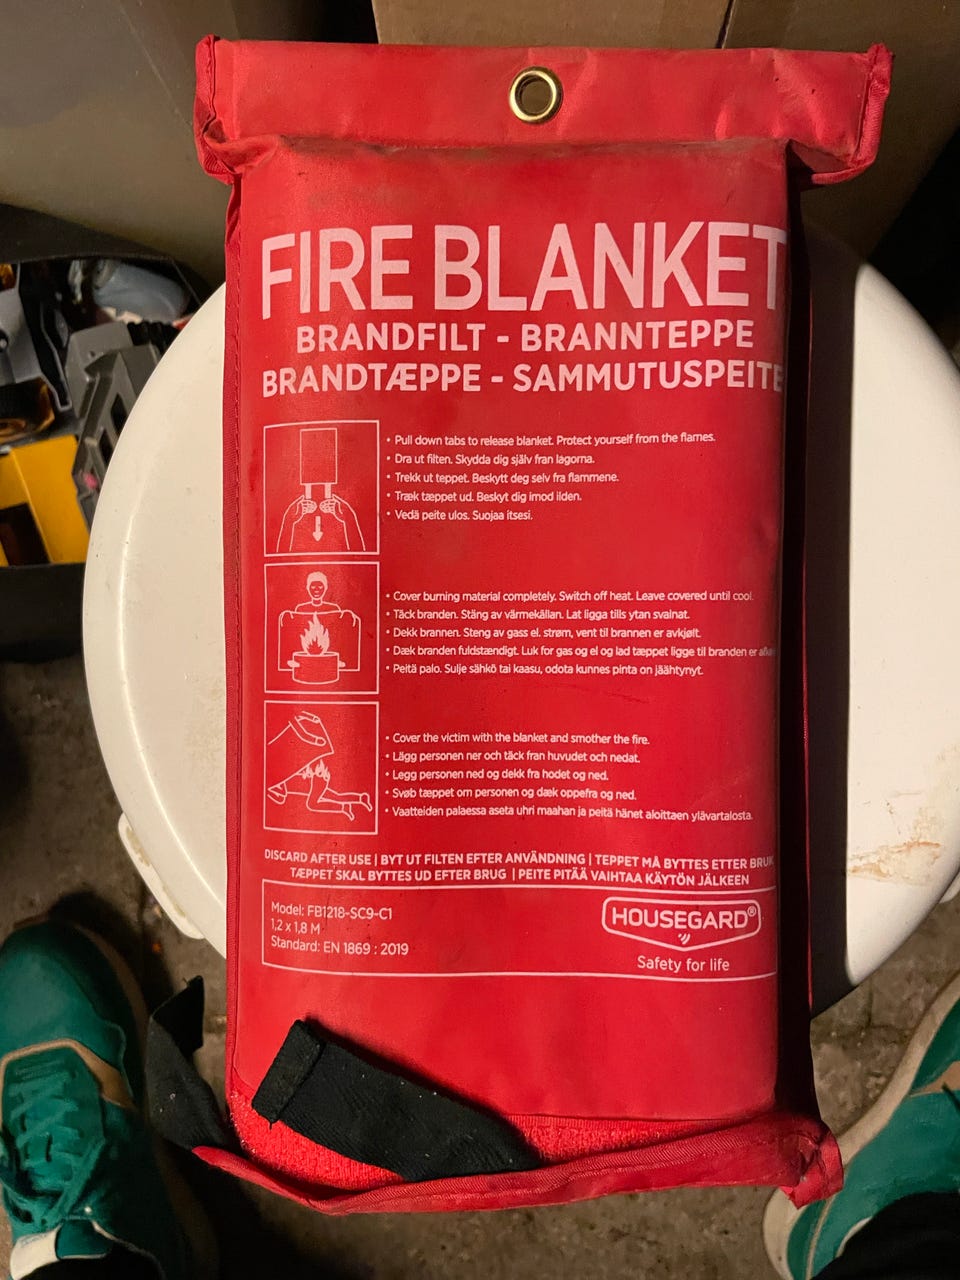 FIRE BLANKET
BRANDFILT - BRANNTEPPE
BRANDTÆPPE - SAMMUTUSPEITE
• Pull down tabs to release blanket. Protect yourself from the flames.
• Dra ut filten. Skydda dig själv fran lagorna.
• Trekk ut teppet. Beskytt deg selv fra flammene.
• Træk tæppet ud. Beskyt dig imod ilden.
• Vedä peite ulos. Suojaa itsesi.
• Cover burning material completely. Switch off heat. Leave covered until cool.
• Täck branden. Stäng av värmekällan. Lat ligga tills ytan svalnat.
• Dekk brannen. Steng av gass el. strøm, vent til brannen er avkjølt.
• Dæk branden fuldstændigt. Luk for gas og el og lad tæppet ligge til branden er
• Peitä palo. Sulje sähkö tai kaasu, odota kunnes pinta on jäähtynyt.
• Cover the victim with the blanket and smother the fire.
• Lägg personen ner och täck fran huvudet och nedat.
• Legg personen ned og dekk fra hodet og ned.
• Svøb tæppet om personen og dæk oppefra og ned.
• Vaatteiden palaessa aseta uhri maahan ja peitä hänet aloittaen ylävartalosta.
DISCARD AFTER USE | BYT UT FILTEN EFTER ANVÄNDNING | TEPPET MÅ BYTTES ETTER BRUK
TÆPPET SKAL BYTTES UD EFTER BRUG | PEITE PITÄÄ VAIHTAA KÄYTÖN JÄLKEEN
Model: FB1218-SC9-C1
1,2 x 1,8 M
Standard: EN 1869 : 2019
HOUSEGARD®
Safety for life